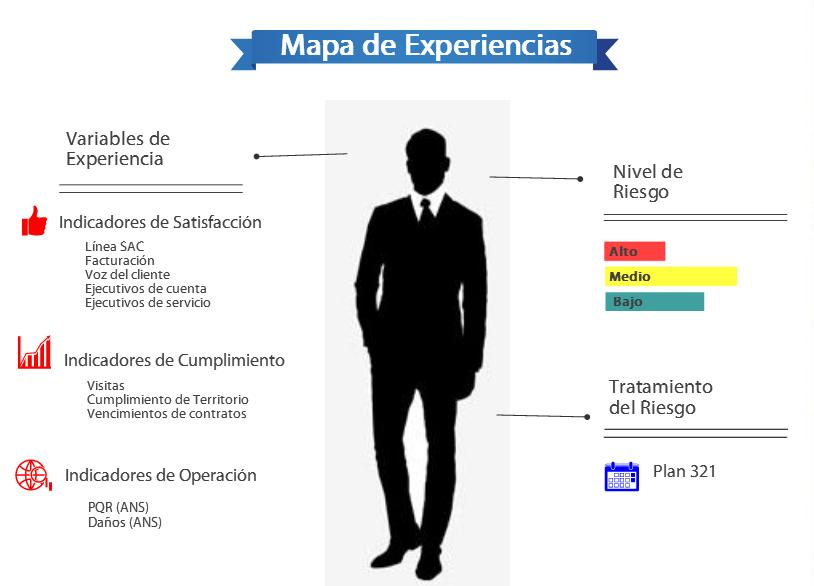 Mapa de Experiencias
Variables de
Experiencia
Indicadores de Satisfacción
Línea SAC
Facturación
Voz del cliente
Ejecutivos de cuenta
Ejecutivos de servicio
Indicadores de Cumplimiento
Visitas
Cumplimiento de Territorio
Vencimientos de contratos
Indicadores de Operación
PQR (ANS)
Daños (ANS)
Nivel de
Riesgo
Alto
Medio
Bajo
Tratamiento
del Riesgo
Plan 321